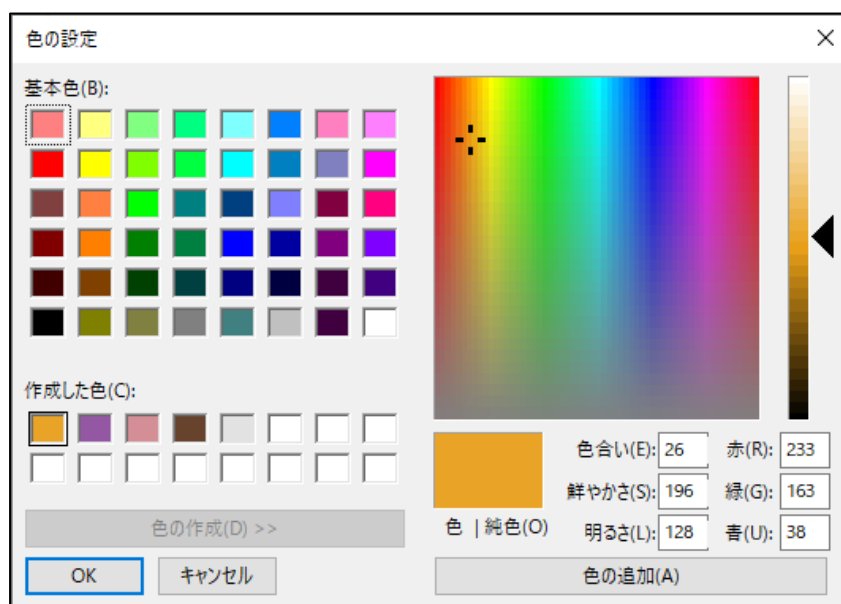 色の設定
基本色(B):
作成した色(C):
色の作成(D) >>
OK
キャンセル
色 | 純色(O)
色合い(E): 26
赤(R): 233
鮮やかさ(S): 196
緑(G): 163
明るさ(L): 128
青(U): 38
色の追加(A)